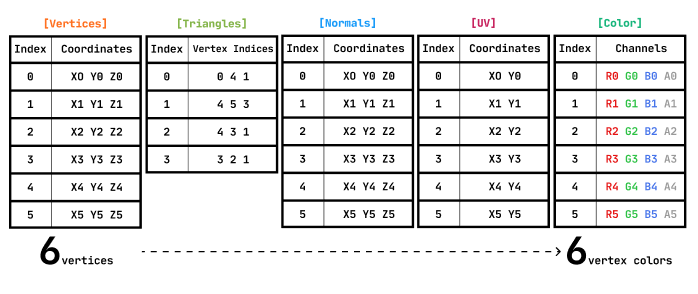 [Vertices] [Triangles] [Normals] [UV] [Color]
Index Coordinates Index Vertex Indices Index Coordinates Index Coordinates Index Channels
0 X0 Y0 Z0 0 0 4 1 0 X0 Y0 Z0 0 X0 Y0 0 R0 G0 B0 A0
1 X1 Y1 Z1 1 4 5 3 1 X1 Y1 Z1 1 X1 Y1 1 R1 G1 B1 A1
2 X2 Y2 Z2 2 4 3 1 2 X2 Y2 Z2 2 X2 Y2 2 R2 G2 B2 A2
3 X3 Y3 Z3 3 3 2 1 3 X3 Y3 Z3 3 X3 Y3 3 R3 G3 B3 A3
4 X4 Y4 Z4 4 X4 Y4 Z4 4 X4 Y4 4 R4 G4 B4 A4
5 X5 Y5 Z5 5 X5 Y5 Z5 5 X5 Y5 5 R5 G5 B5 A5
6 vertices 6 vertex colors